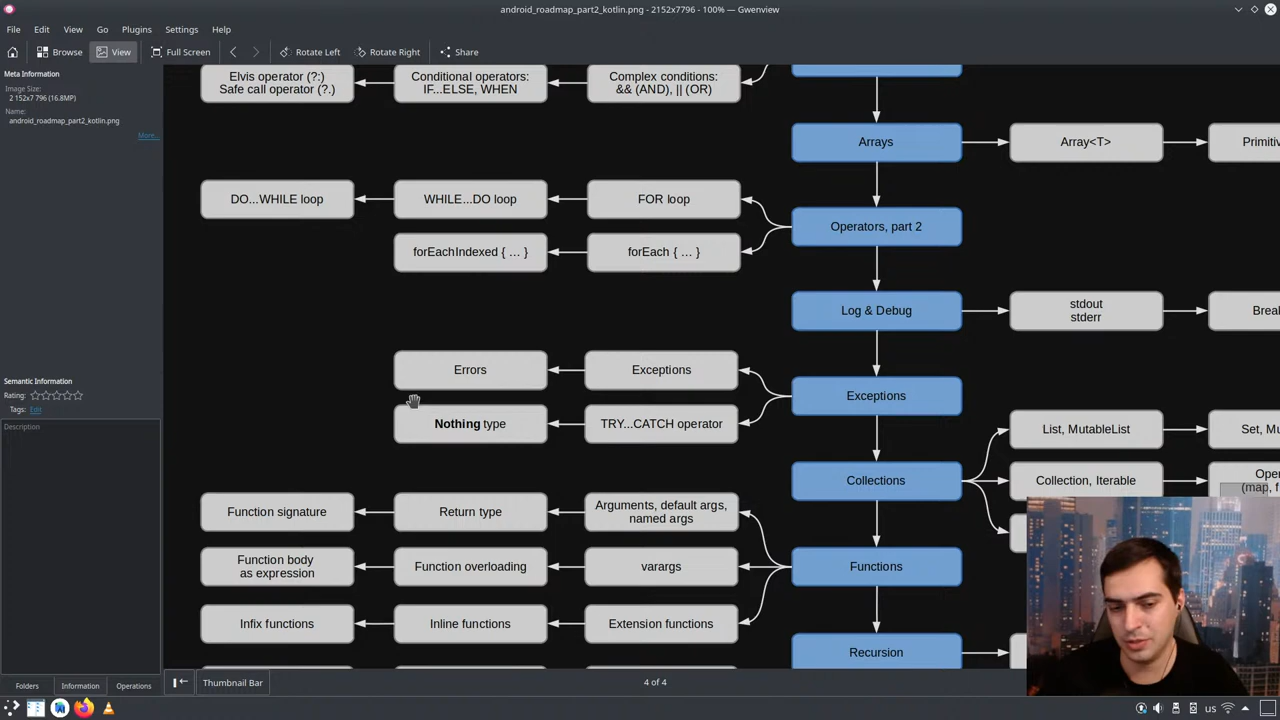 android_roadmap_part2_kotlin.png - 2152x7796 - 100% — Gwenview
File Edit View Go Plugins Settings Help
Browse View Full Screen Rotate Left Rotate Right Share
Meta Information
Image Size:
2 152x7 796 (16.8MP)
Name:
android_roadmap_part2_kotlin.png
More...
Semantic Information
Rating:
Tags: Edit
Description
Elvis operator (?:)
Safe call operator (?.)
Conditional operators:
IF...ELSE, WHEN
Complex conditions:
&& (AND), || (OR)
Arrays
Array<T>
Primitiv
DO...WHILE loop
WHILE...DO loop
FOR loop
forEachIndexed { … }
forEach { … }
Operators, part 2
Log & Debug
stdout
stderr
Break
Errors
Exceptions
Nothing type
TRY...CATCH operator
Exceptions
List, MutableList
Set, Mu
Collections
Collection, Iterable
Oper
(map, f
Function signature
Return type
Arguments, default args,
named args
Function body
as expression
Function overloading
varargs
Functions
Infix functions
Inline functions
Extension functions
Recursion
Folders Information Operations
Thumbnail Bar
4 of 4
us